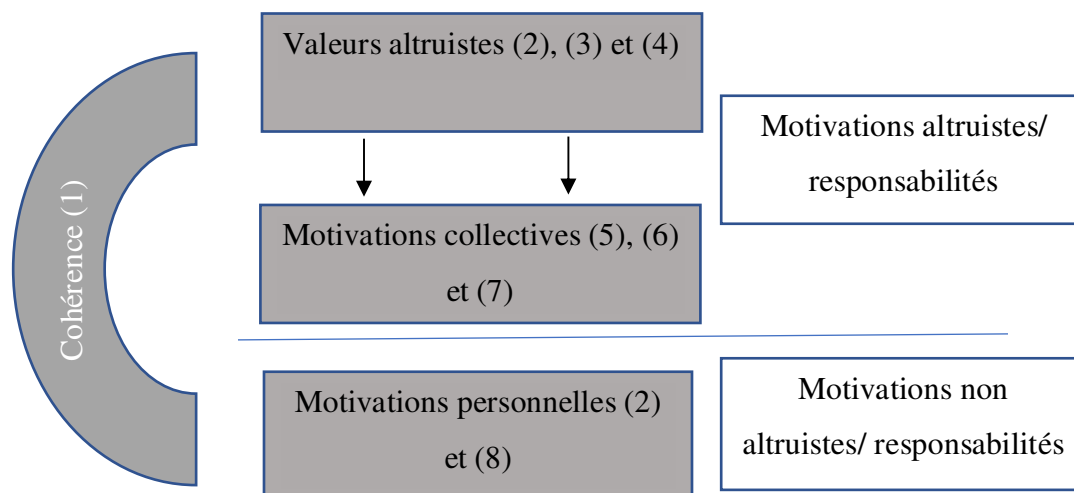 Valeurs altruistes (2), (3) et (4)
Motivations altruistes/
responsabilités
Cohérence (1)
Motivations collectives (5), (6)
et (7)
Motivations personnelles (2)
et (8)
Motivations non
altruistes/ responsabilités